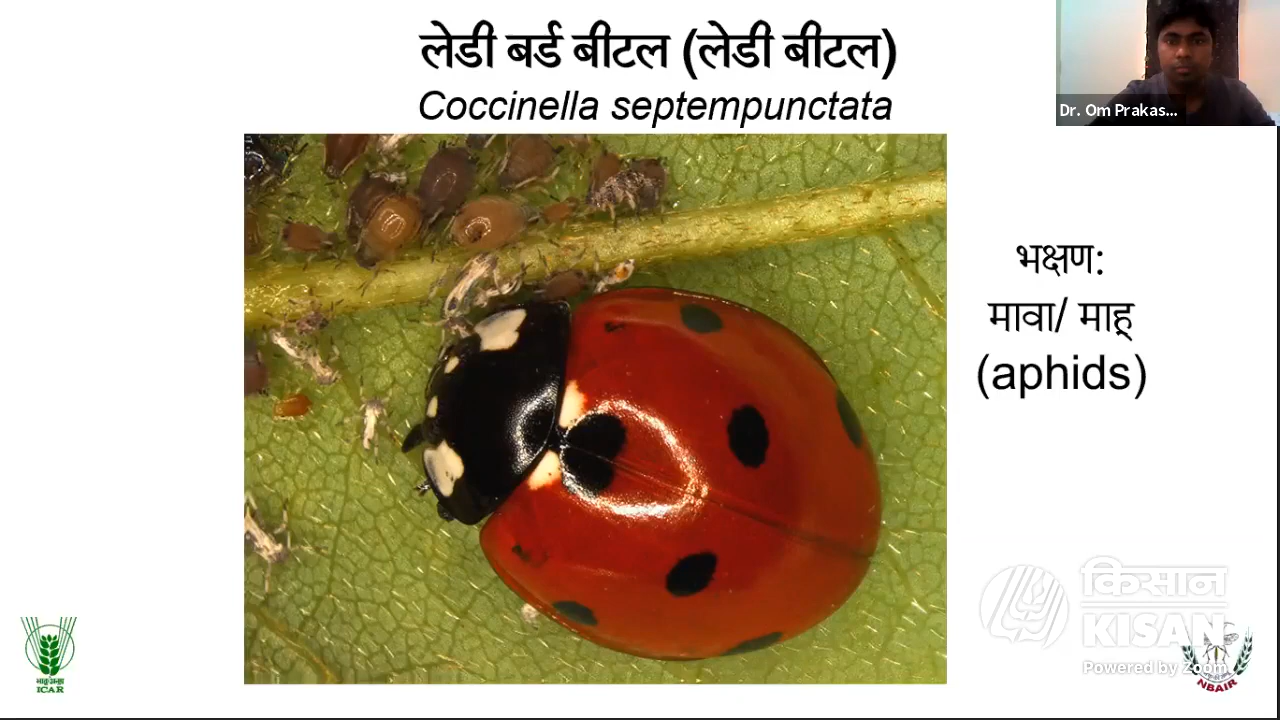 लेडी बर्ड बीटल (लेडी बीटल)
Coccinella septempunctata
Dr. Om Prakas...
भक्षण:
मावा/ माहू
(aphids)
किसान
KISAN
Powered by Zoom
ICAR
NBAIR